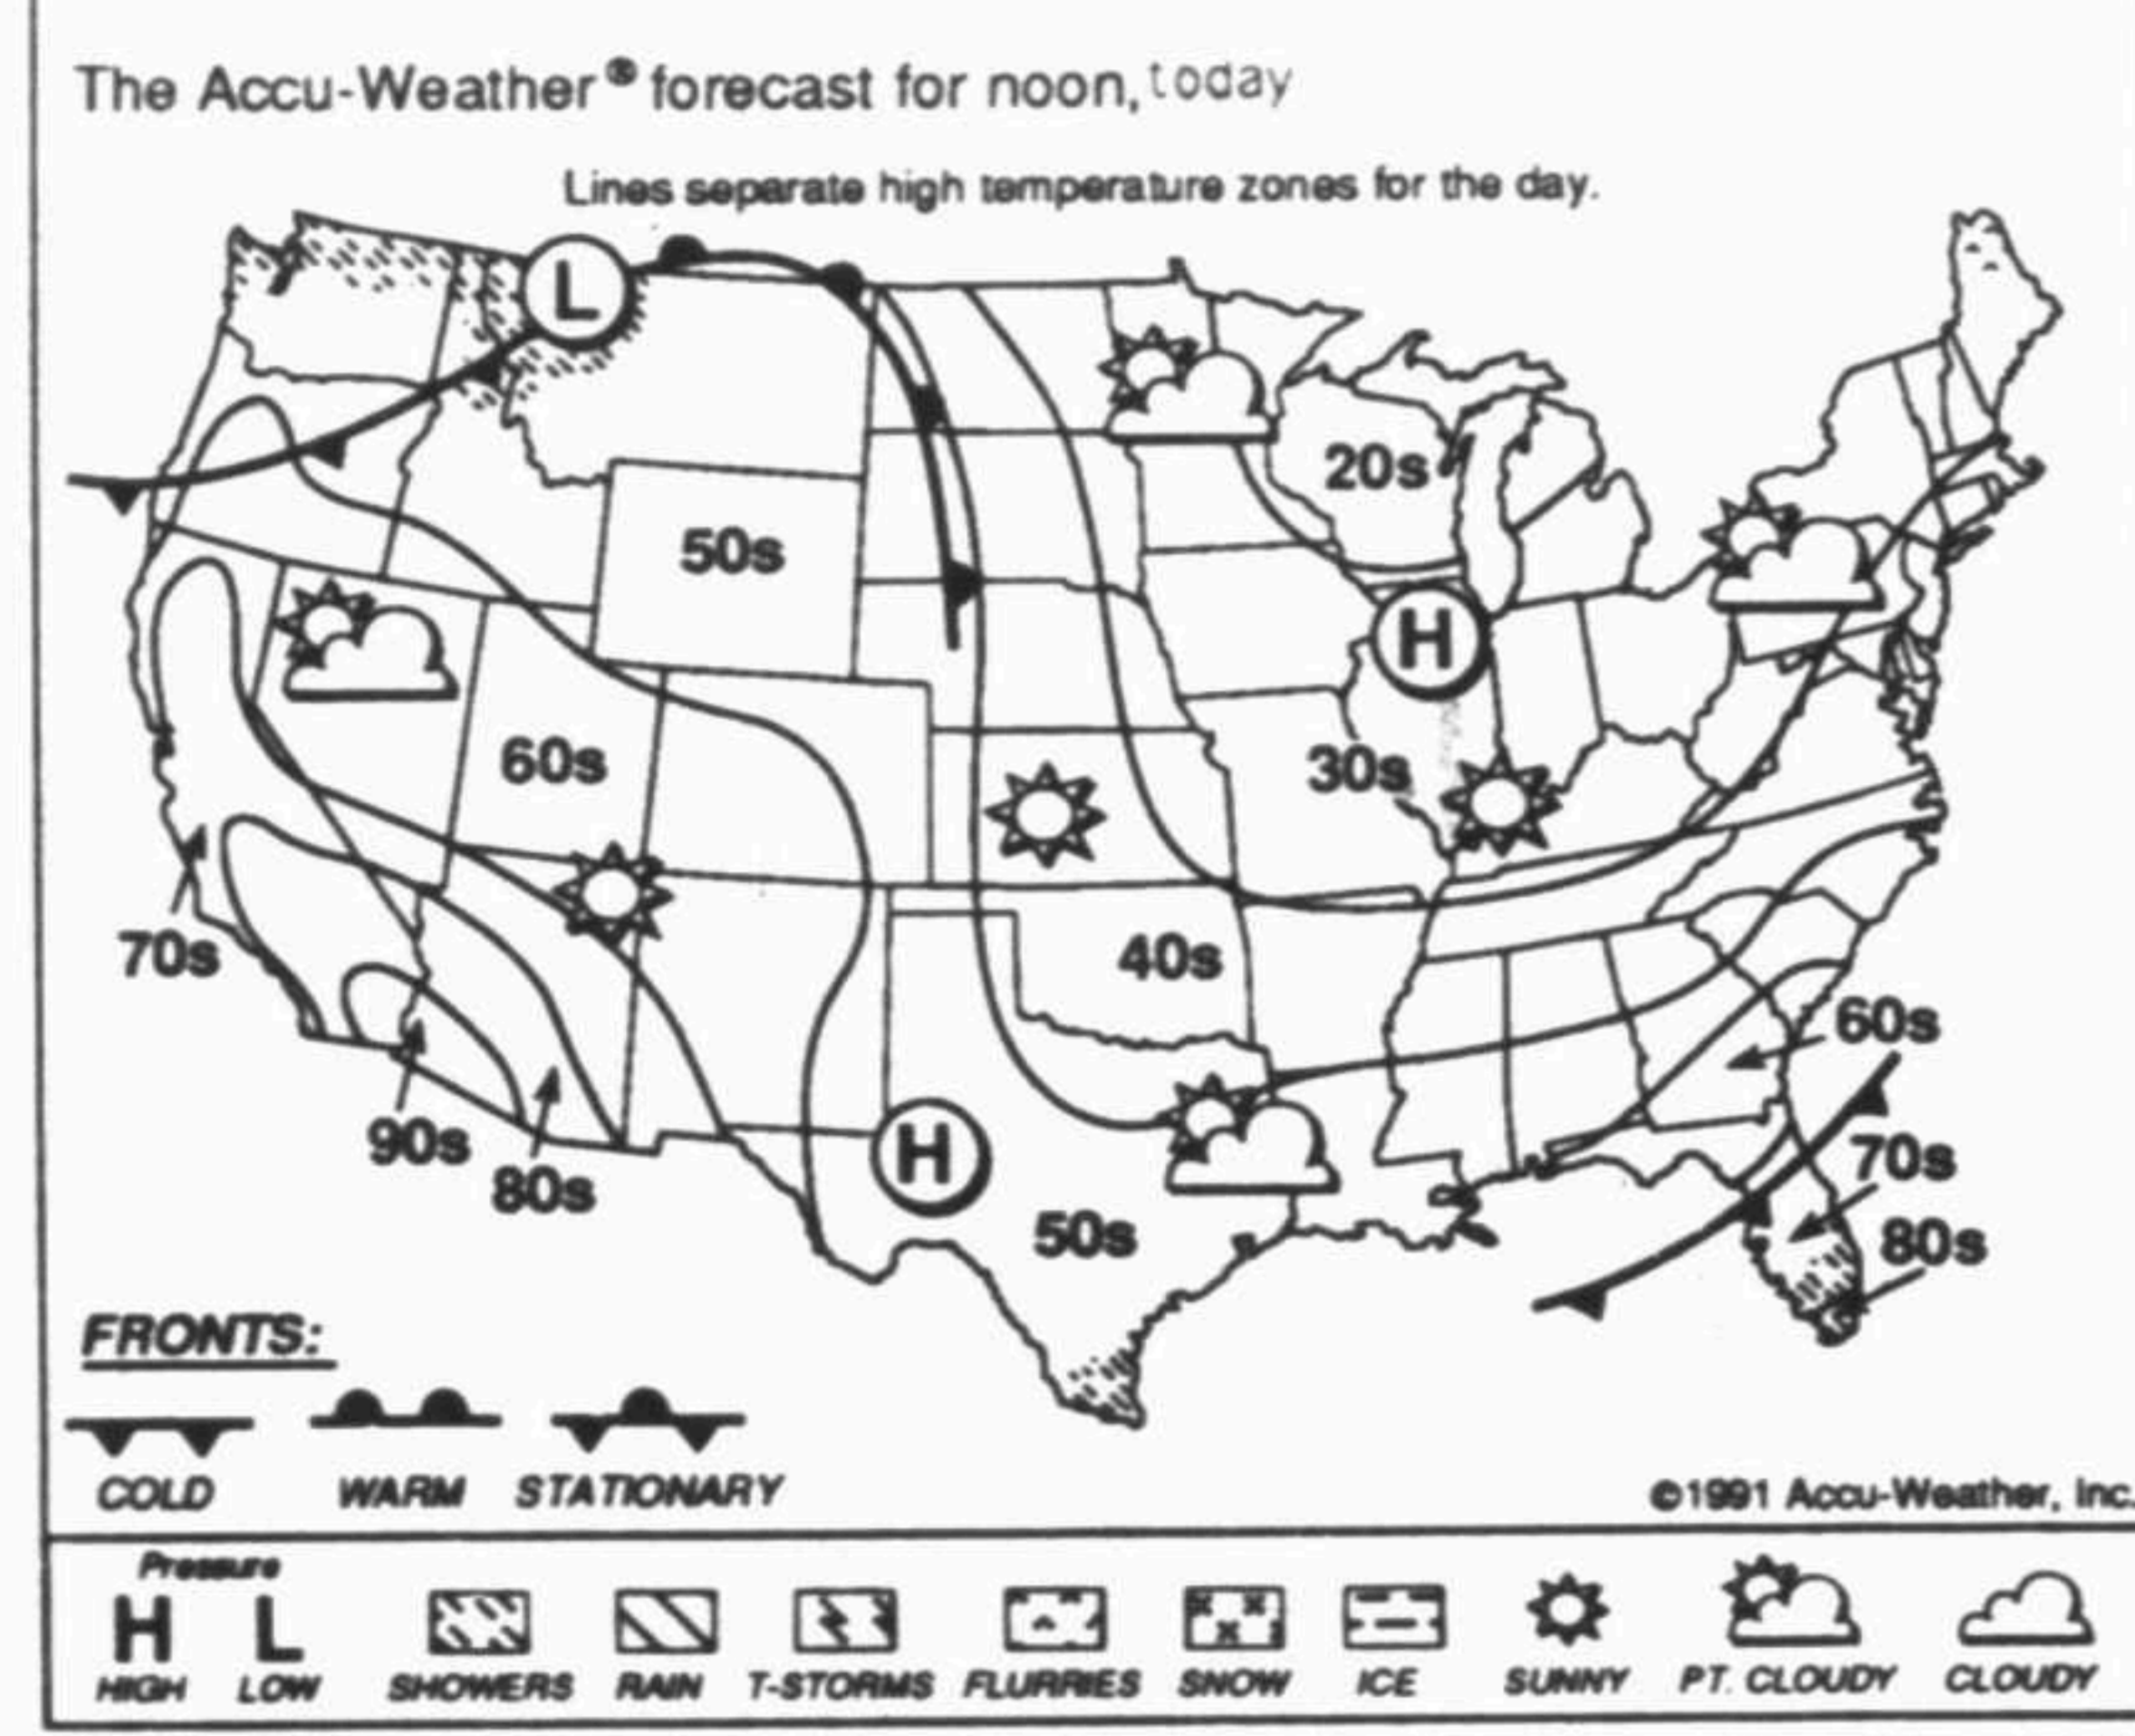 The Accu-Weather® forecast for noon, today
Lines separate high temperature zones for the day.
L
20s
50s
H
60s
30s
70s
40s
60s
90s
80s
H
50s
70s
80s
FRONTS:
COLD WARM STATIONARY
©1991 Accu-Weather, Inc.
Pressure
H L
HIGH LOW SHOWERS RAIN T-STORMS FLURRIES SNOW ICE SUNNY PT. CLOUDY CLOUDY